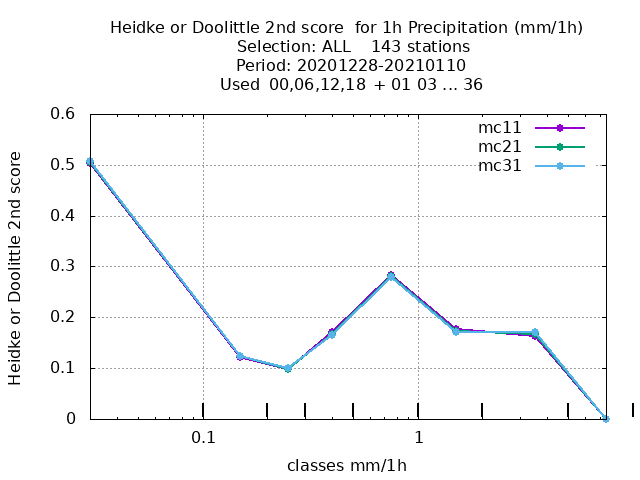 Heidke or Doolittle 2nd score  for 1h Precipitation (mm/1h)
Selection: ALL    143 stations
Period: 20201228-20210110
Used  00,06,12,18  + 01 03 ... 36
mc11
mc21
mc31
0.6
0.5
0.4
0.3
0.2
0.1
0
Heidke or Doolittle 2nd score
0.1
1
classes mm/1h